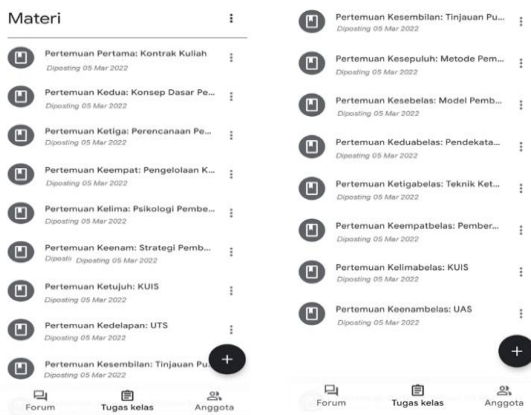 Materi
Pertemuan Pertama: Kontrak Kuliah
Diposting 05 Mar 2022
Pertemuan Kedua: Konsep Dasar Pe...
Diposting 05 Mar 2022
Pertemuan Ketiga: Perencanaan Pe...
Diposting 05 Mar 2022
Pertemuan Keempat: Pengelolaan K...
Diposting 05 Mar 2022
Pertemuan Kelima: Psikologi Pembe...
Diposting 05 Mar 2022
Pertemuan Keenam: Strategi Pemb...
Diposto Diposting 05 Mar 2022
Pertemuan Ketujuh: KUIS
Diposting 05 Mar 2022
Pertemuan Kedelapan: UTS
Diposting 05 Mar 2022
Pertemuan Kesembilan: Tinjauan Pu
Diposting 05 Mar 2022
Forum Tugas kelas Anggota
Pertemuan Kesembilan: Tinjauan Pu...
Diposting 05 Mar 2022
Pertemuan Kesepuluh: Metode Pem...
Diposting 05 Mar 2022
Pertemuan Kesebelas: Model Pemb...
Diposting 05 Mar 2022
Pertemuan Keduabelas: Pendekata...
Diposting 05 Mar 2022
Pertemuan Ketigabelas: Teknik Ket...
Diposting 05 Mar 2022
Pertemuan Keempatbelas: Pember...
Diposting 05 Mar 2022
Pertemuan Kelimabelas: KUIS
Diposting 05 Mar 2022
Pertemuan Keenambelas: UAS
Diposting 05 Mar 2022
Forum Tugas kelas Anggota